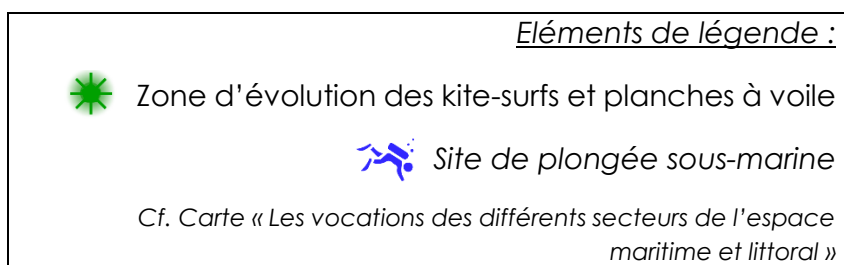 Eléments de légende :
Zone d’évolution des kite-surfs et planches à voile
Site de plongée sous-marine
Cf. Carte « Les vocations des différents secteurs de l’espace
maritime et littoral »